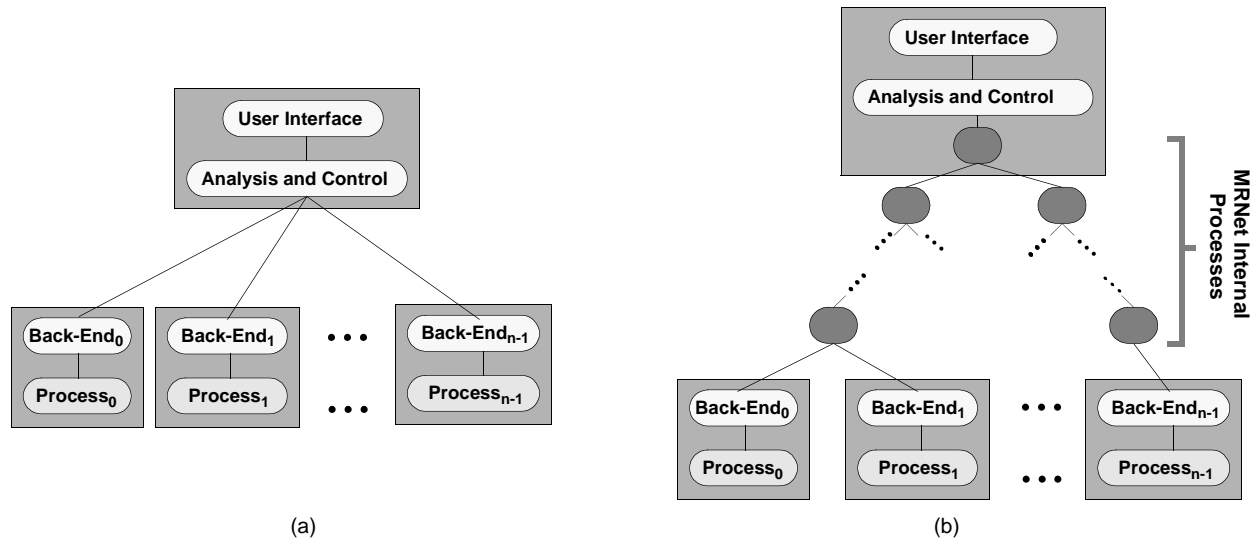 User Interface
Analysis and Control
Back-End0
Back-End1
Back-Endn-1
Process0
Process1
Processn-1
(a)
User Interface
Analysis and Control
MRNet Internal
Processes
Back-End0
Back-End1
Back-Endn-1
Process0
Process1
Processn-1
(b)